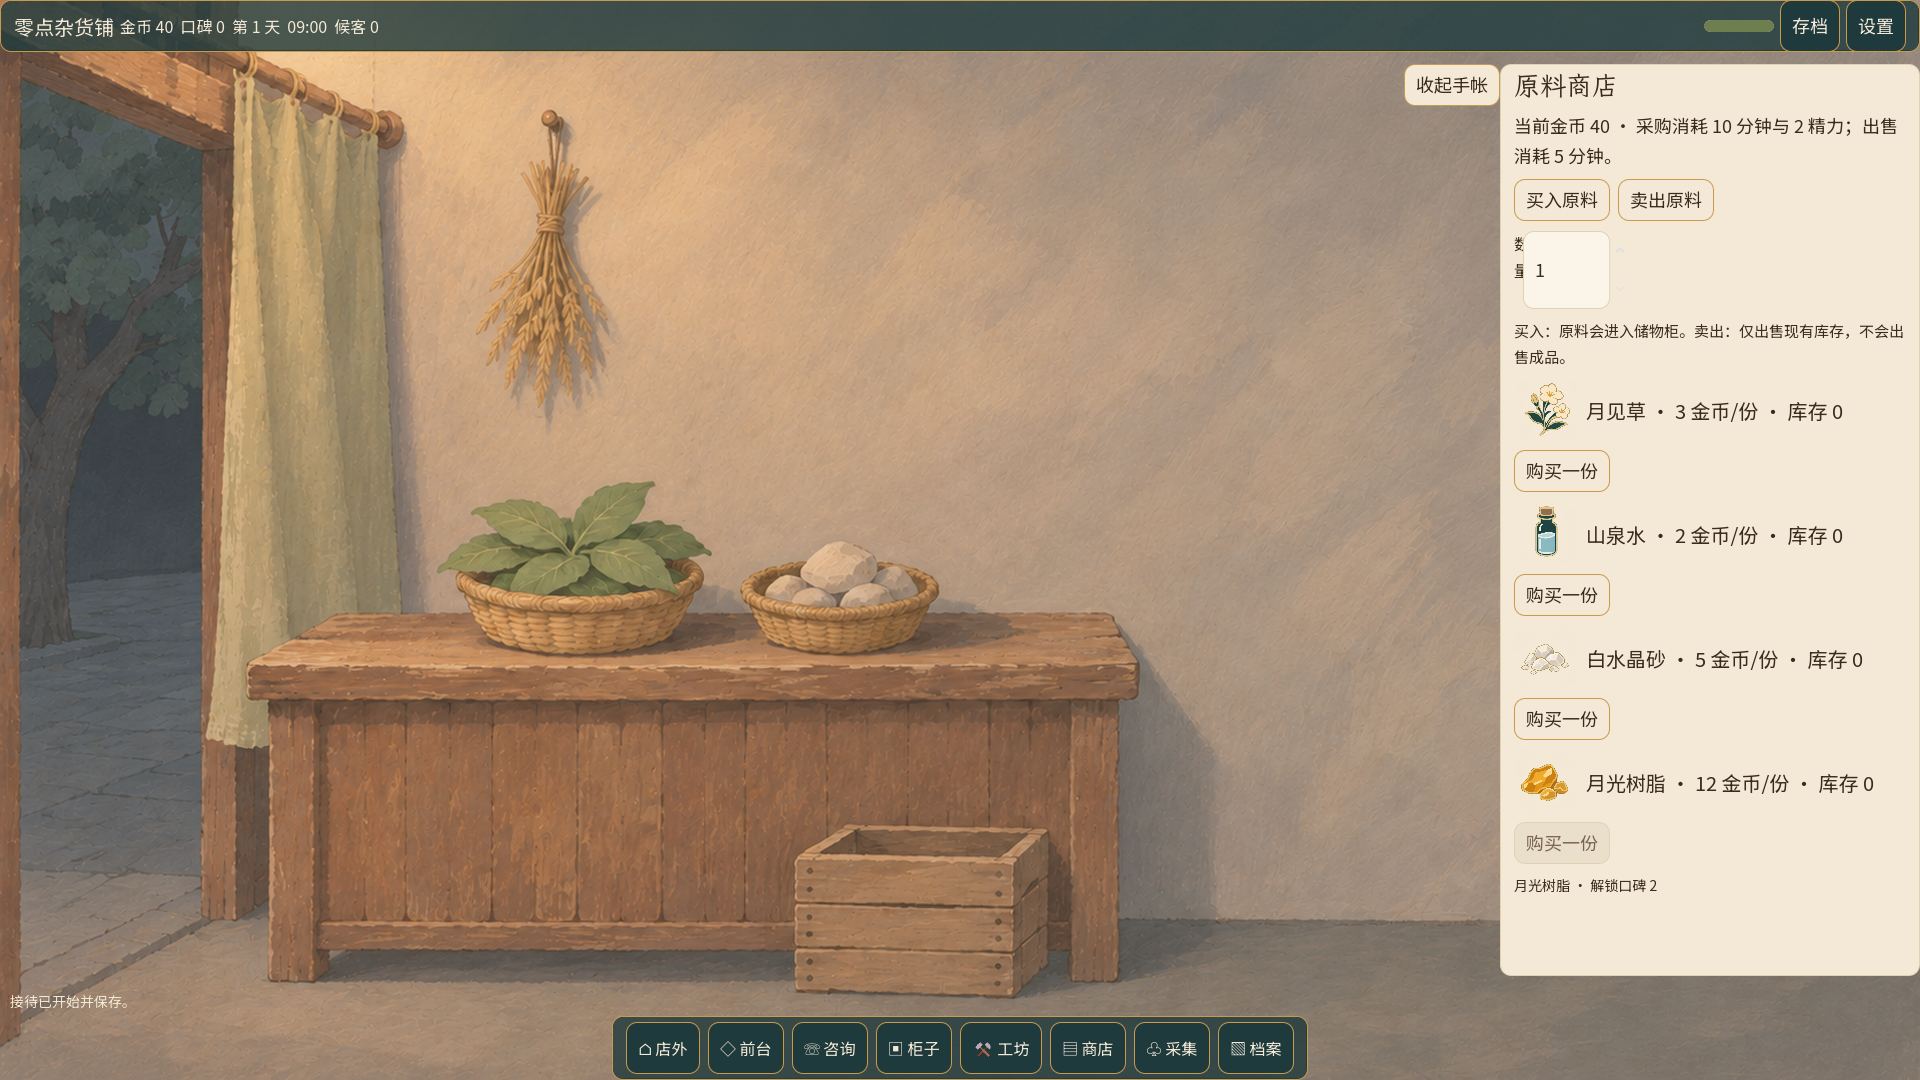 零点杂货铺 金币 40 口碑 0 第 1 天 09:00 候客 0
存档
设置
收起手帐
原料商店
当前金币 40 · 采购消耗 10 分钟与 2 精力；出售
消耗 5 分钟。
买入原料
卖出原料
数
量
1
买入：原料会进入储物柜。卖出：仅出售现有库存，不会出
售成品。
月见草 · 3 金币/份 · 库存 0
购买一份
山泉水 · 2 金币/份 · 库存 0
购买一份
白水晶砂 · 5 金币/份 · 库存 0
购买一份
月光树脂 · 12 金币/份 · 库存 0
购买一份
月光树脂 · 解锁口碑 2
接待已开始并保存。
店外
前台
咨询
柜子
工坊
商店
采集
档案